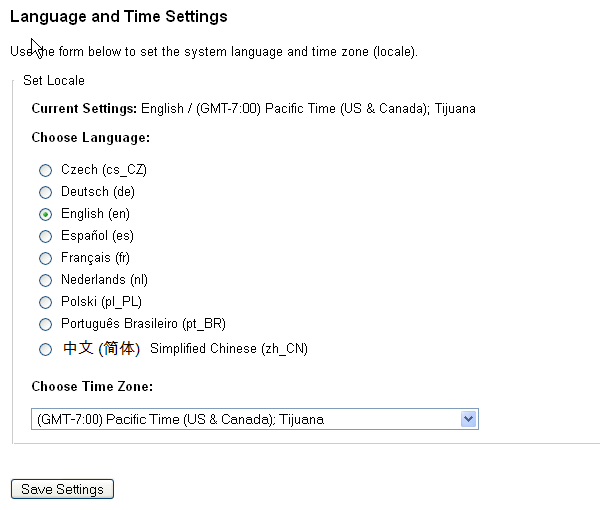 Language and Time Settings
Use the form below to set the system language and time zone (locale).
Set Locale
Current Settings: English / (GMT-7:00) Pacific Time (US & Canada); Tijuana
Choose Language:
Czech (cs_CZ)
Deutsch (de)
English (en)
Español (es)
Français (fr)
Nederlands (nl)
Polski (pl_PL)
Português Brasileiro (pt_BR)
中文 (简体) Simplified Chinese (zh_CN)
Choose Time Zone:
(GMT-7:00) Pacific Time (US & Canada); Tijuana
Save Settings